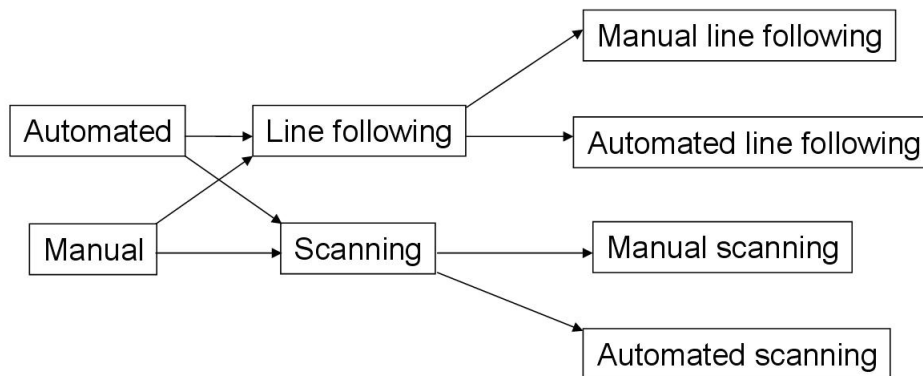 Manual line following
Automated
Line following
Automated line following
Manual
Scanning
Manual scanning
Automated scanning